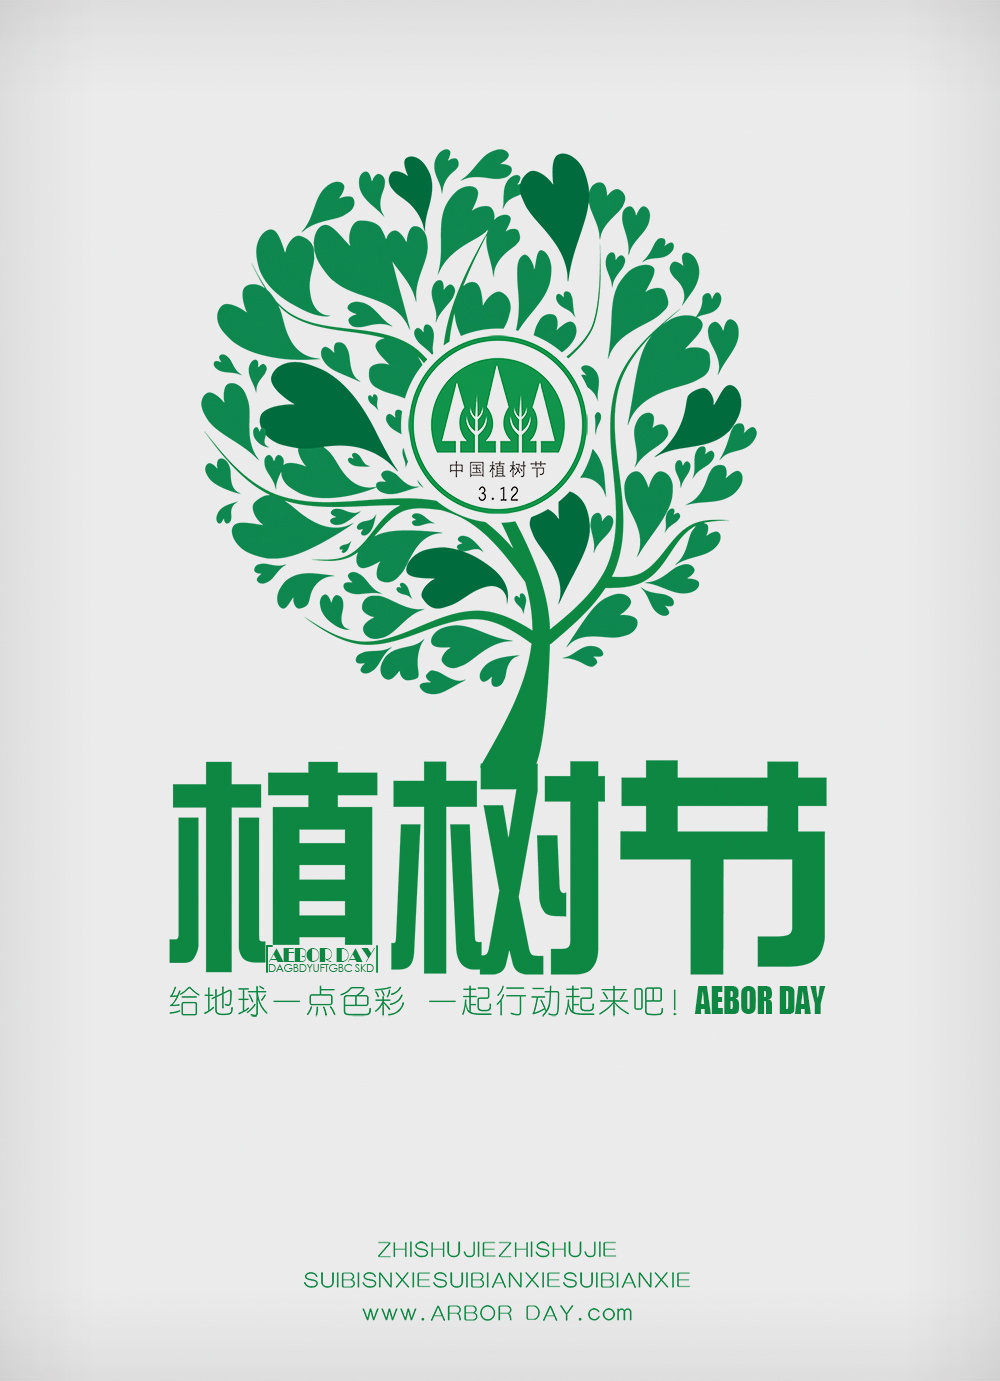 中国植树节
3.12
植树节
AEBOR DAY
DAGBDYUFTGBC SKD
给地球一点色彩 一起行动起来吧！ AEBOR DAY
ZHISHUJIEZHISHUJIE
SUIBISNXIESUIBIANXIESUIBIANXIE
www.ARBOR DAY.com